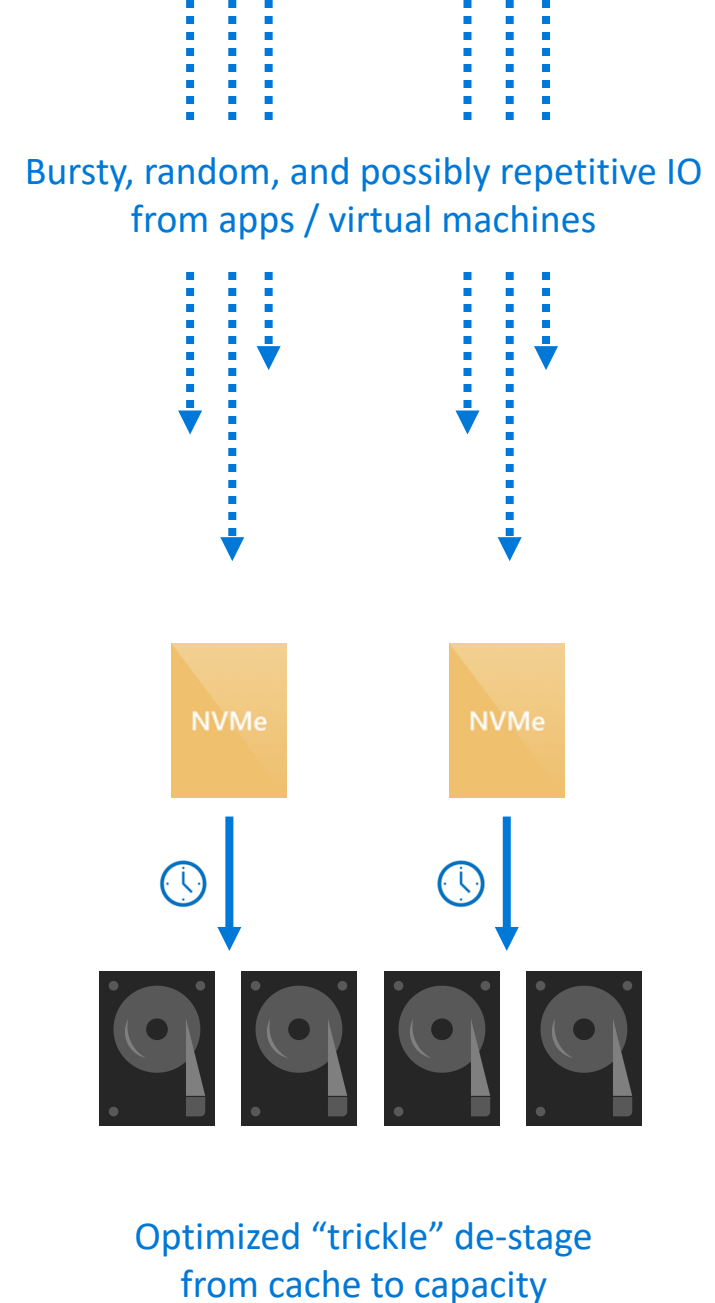 Bursty, random, and possibly repetitive IO
from apps / virtual machines
NVMe
NVMe
Optimized “trickle” de-stage
from cache to capacity